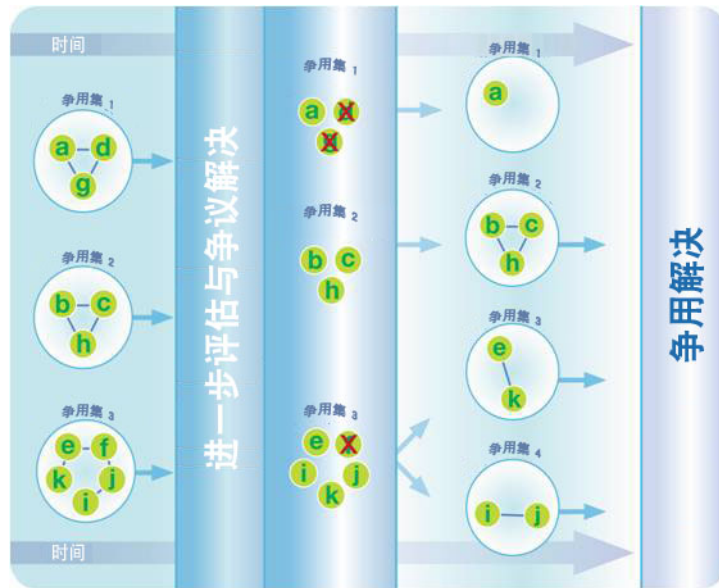 时间
争用集 1
a d
g
争用集 2
b c
h
争用集 3
e f
k j
i
时间
进一步评估与争议解决
争用集 1
a
争用集 2
b c
h
争用集 3
e
i j
k
争用集 1
a
争用集 2
b c
h
争用集 3
e
k
争用集 4
i j
争用解决